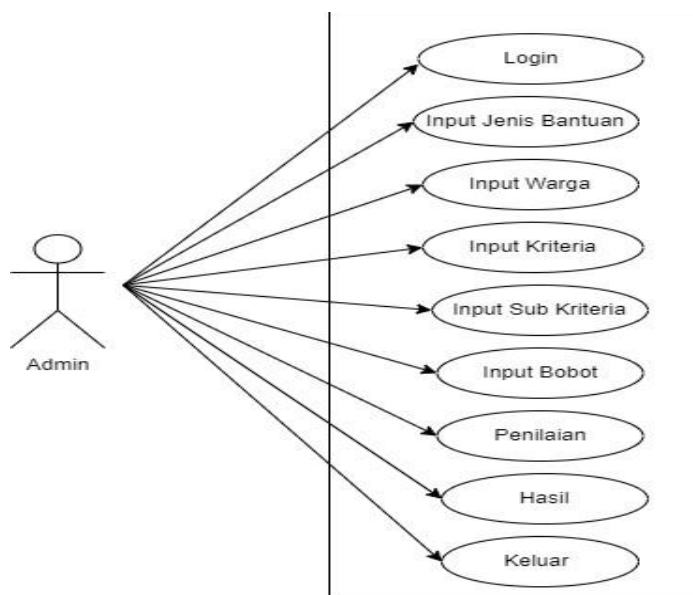 Login
Input Jenis Bantuan
Input Warga
Input Kriteria
Input Sub Kriteria
Admin
Input Bobot
Penilaian
Hasil
Keluar